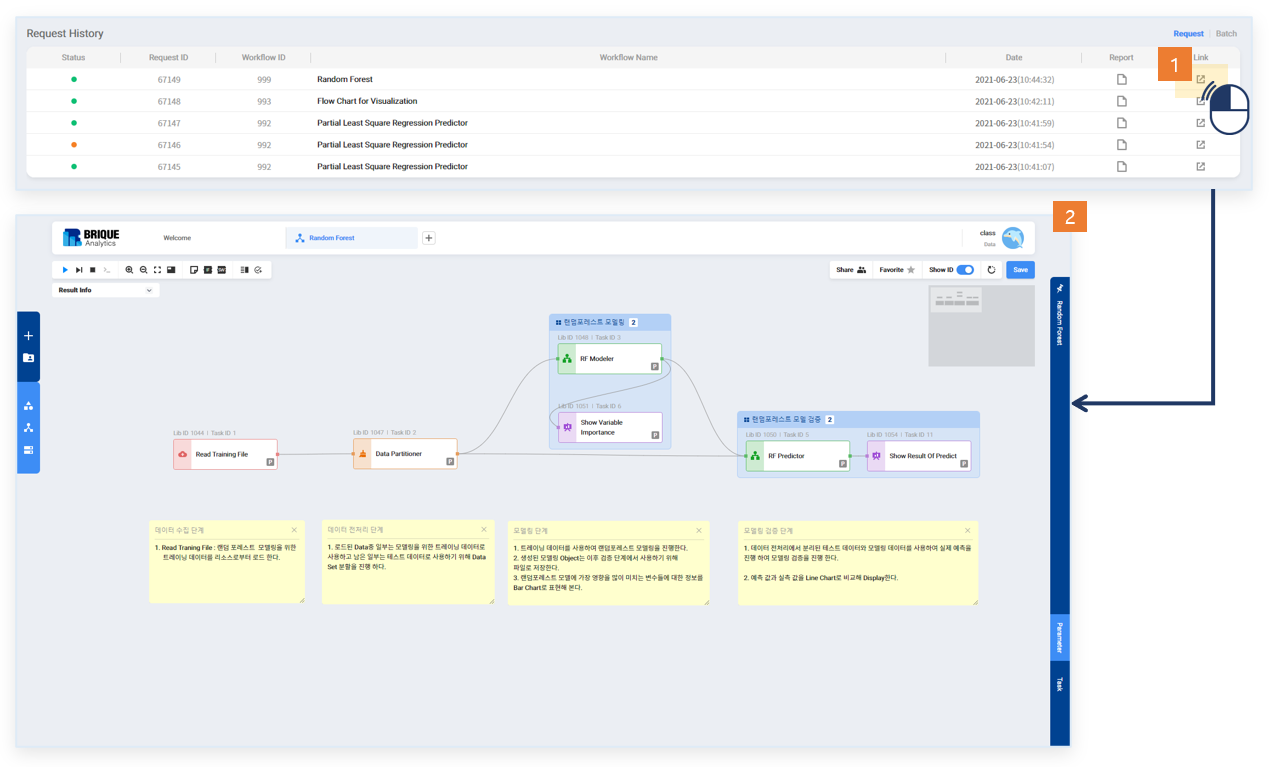 Request History
Request | Batch
Status Request ID Workflow ID Workflow Name Date Report Link
1
67149 999 Random Forest 2021-06-23(10:44:32)
67148 993 Flow Chart for Visualization 2021-06-23(10:42:11)
67147 992 Partial Least Square Regression Predictor 2021-06-23(10:41:59)
67146 992 Partial Least Square Regression Predictor 2021-06-23(10:41:54)
67145 992 Partial Least Square Regression Predictor 2021-06-23(10:41:07)
2
BRIQUE
Analytics
Welcome
Random Forest
class
Data
Share
Favorite
Show ID
Save
Result Info
Random Forest
랜덤포레스트 모델링 2
Lib ID 1048 | Task ID 3
RF Modeler
P
Lib ID 1051 | Task ID 6
Show Variable
Importance
P
랜덤포레스트 모델 검증 2
Lib ID 1044 | Task ID 1
Read Training File
P
Lib ID 1047 | Task ID 2
Data Partitioner
P
Lib ID 1050 | Task ID 5
RF Predictor
P
Lib ID 1054 | Task ID 11
Show Result Of Predict
P
데이터 수집 단계
1. Read Traning File : 랜덤 포레스트 모델링을 위한
트레이닝 데이터를 리소스로부터 로드 한다.
데이터 전처리 단계
1. 로드된 Data중 일부는 모델링을 위한 트레이닝 데이터로
사용하고 남은 일부는 테스트 데이터로 사용하기 위해 Data
Set 분할을 진행 하다.
모델링 단계
1. 트레이닝 데이터를 사용하여 랜덤포레스트 모델링을 진행한다.
2. 생성된 모델링 Object는 이후 검증 단계에서 사용하기 위해
파일로 저장한다.
3. 랜덤포레스트 모델에 가장 영향을 많이 미치는 변수들에 대한 정보를
Bar Chart로 표현해 본다.
모델링 검증 단계
1. 데이터 전처리에서 분리된 테스트 데이터와 모델링 데이터를 사용하여 실제 예측을
진행 하여 모델링 검증을 진행 한다.
2. 예측 값과 실측 값을 Line Chart로 비교해 Display한다.
Parameter
Task